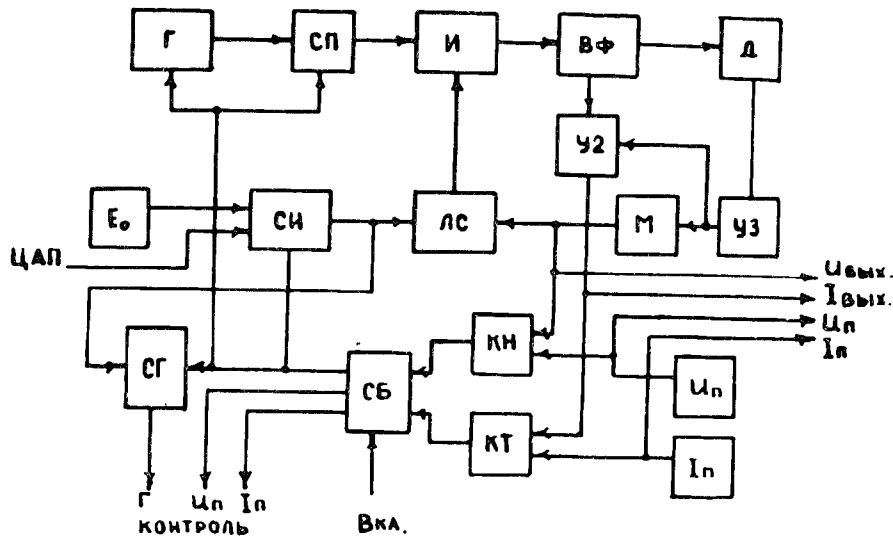 Г СП И ВФ Д
У2
Е₀ СН ЛС М У3
ЦАП
Uвых.
Iвых.
Uп
Iп
СГ СБ КН Uп
КТ Iп
Г Uп Iп
КОНТРОЛЬ ВКЛ.